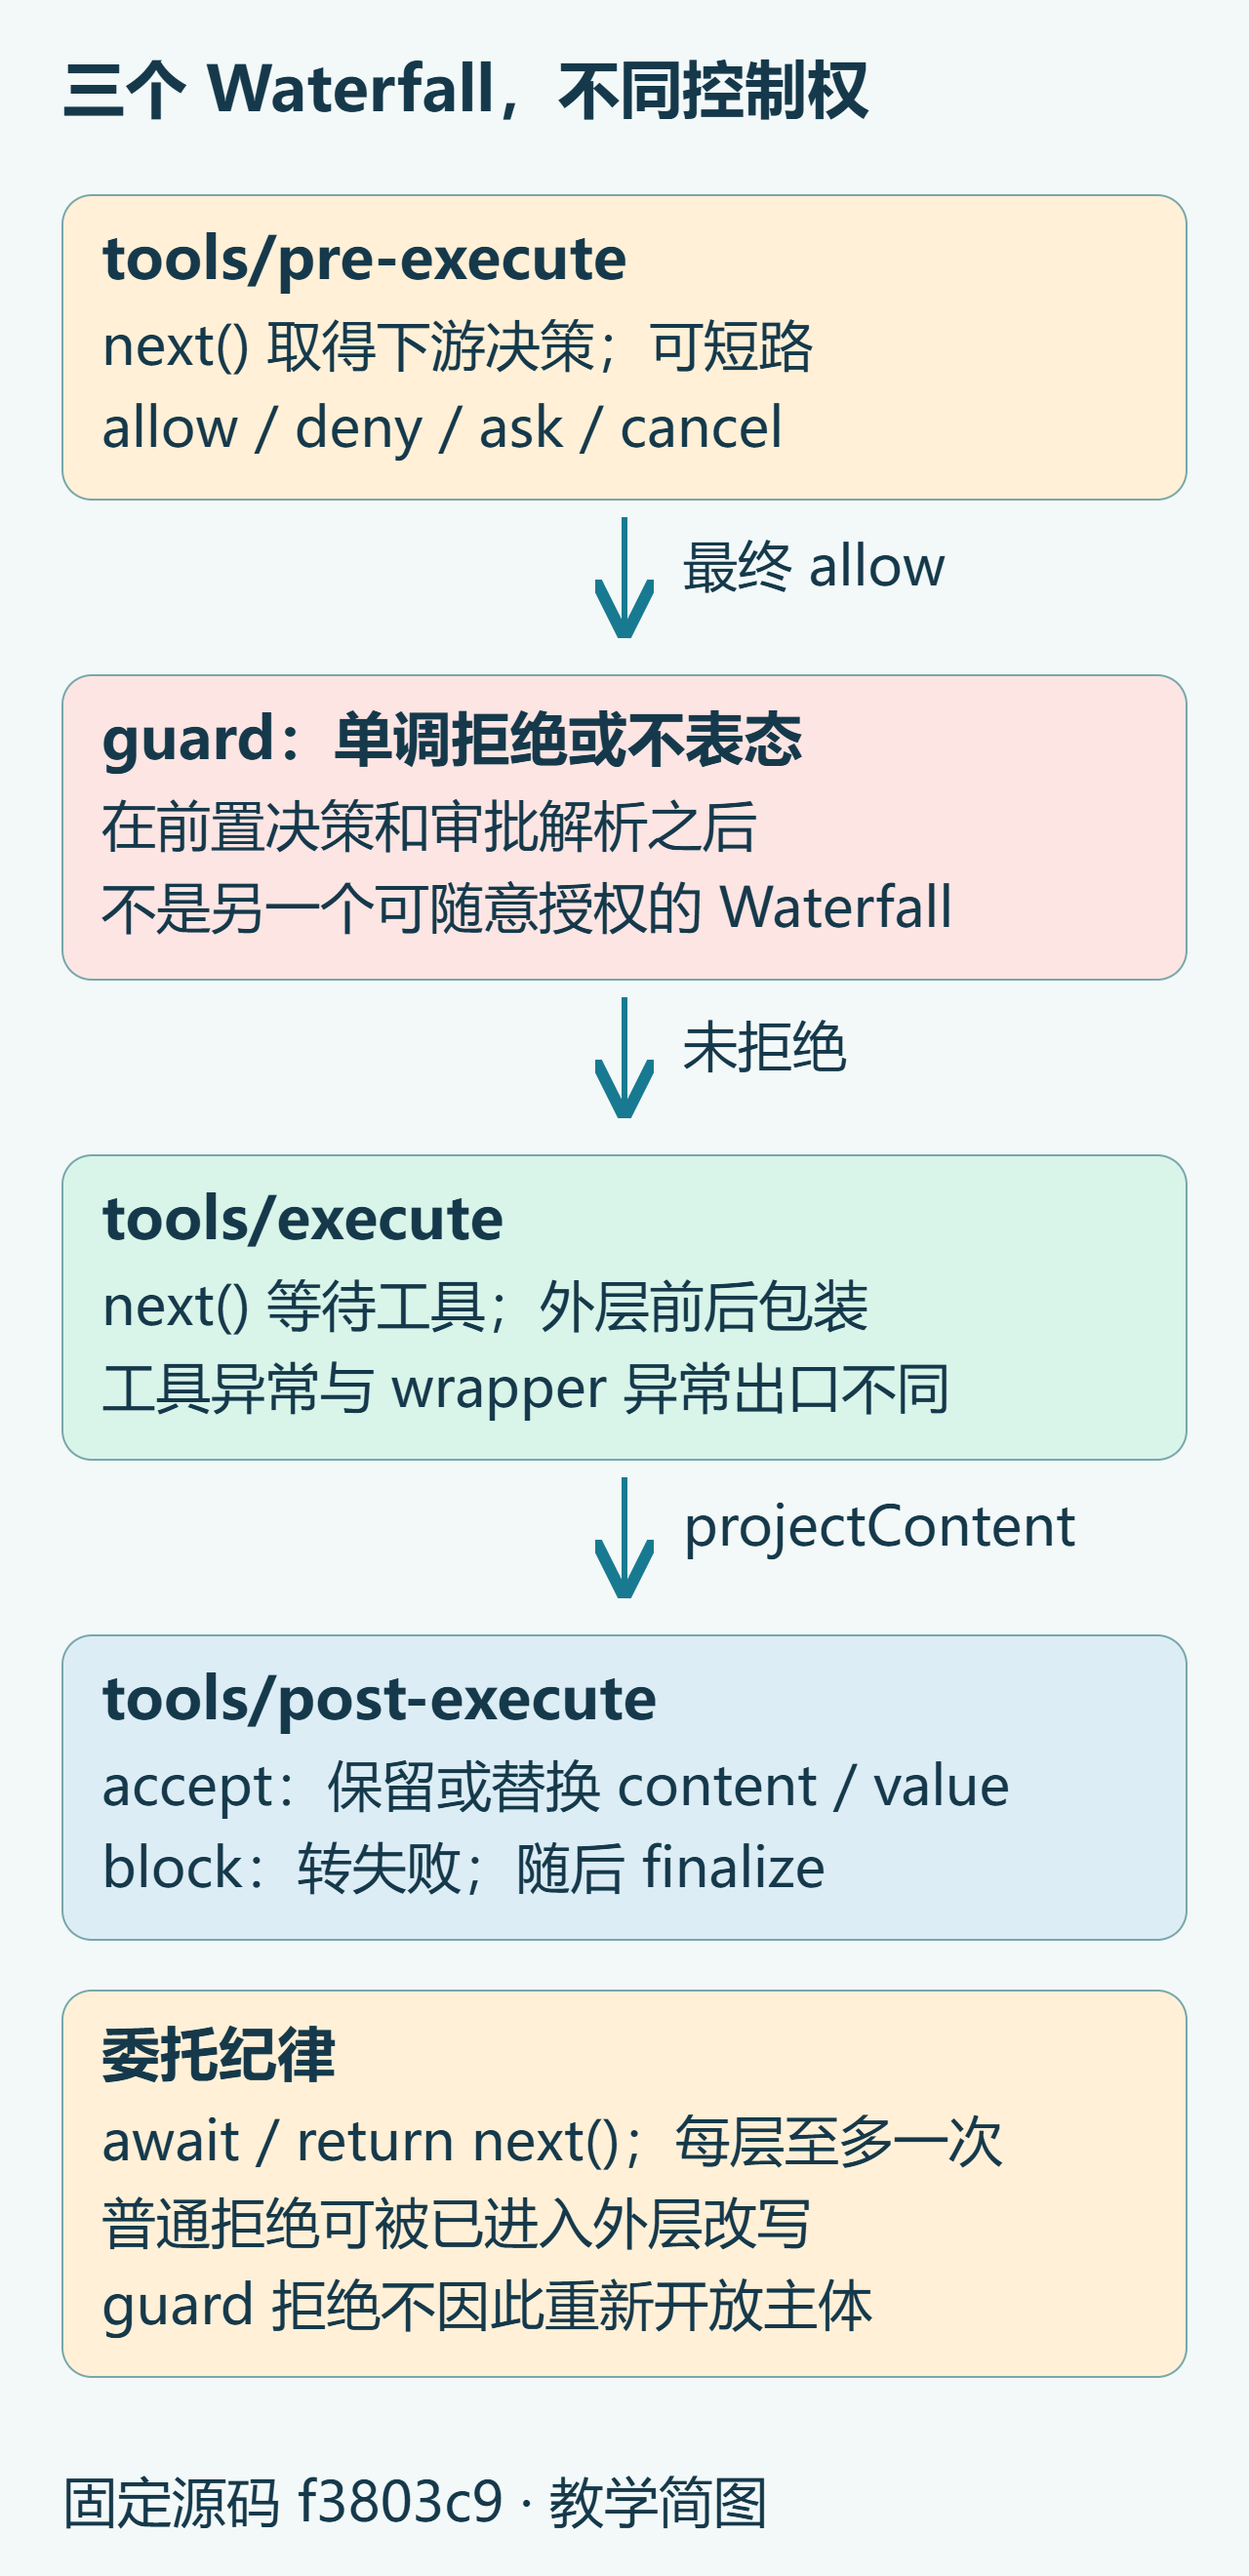 三个 Waterfall，不同控制权
tools/pre-execute
next() 取得下游决策；可短路
allow / deny / ask / cancel
最终 allow
guard：单调拒绝或不表态
在前置决策和审批解析之后
不是另一个可随意授权的 Waterfall
未拒绝
tools/execute
next() 等待工具；外层前后包装
工具异常与 wrapper 异常出口不同
projectContent
tools/post-execute
accept：保留或替换 content / value
block：转失败；随后 finalize
委托纪律
await / return next()；每层至多一次
普通拒绝可被已进入外层改写
guard 拒绝不因此重新开放主体
固定源码 f3803c9 · 教学简图